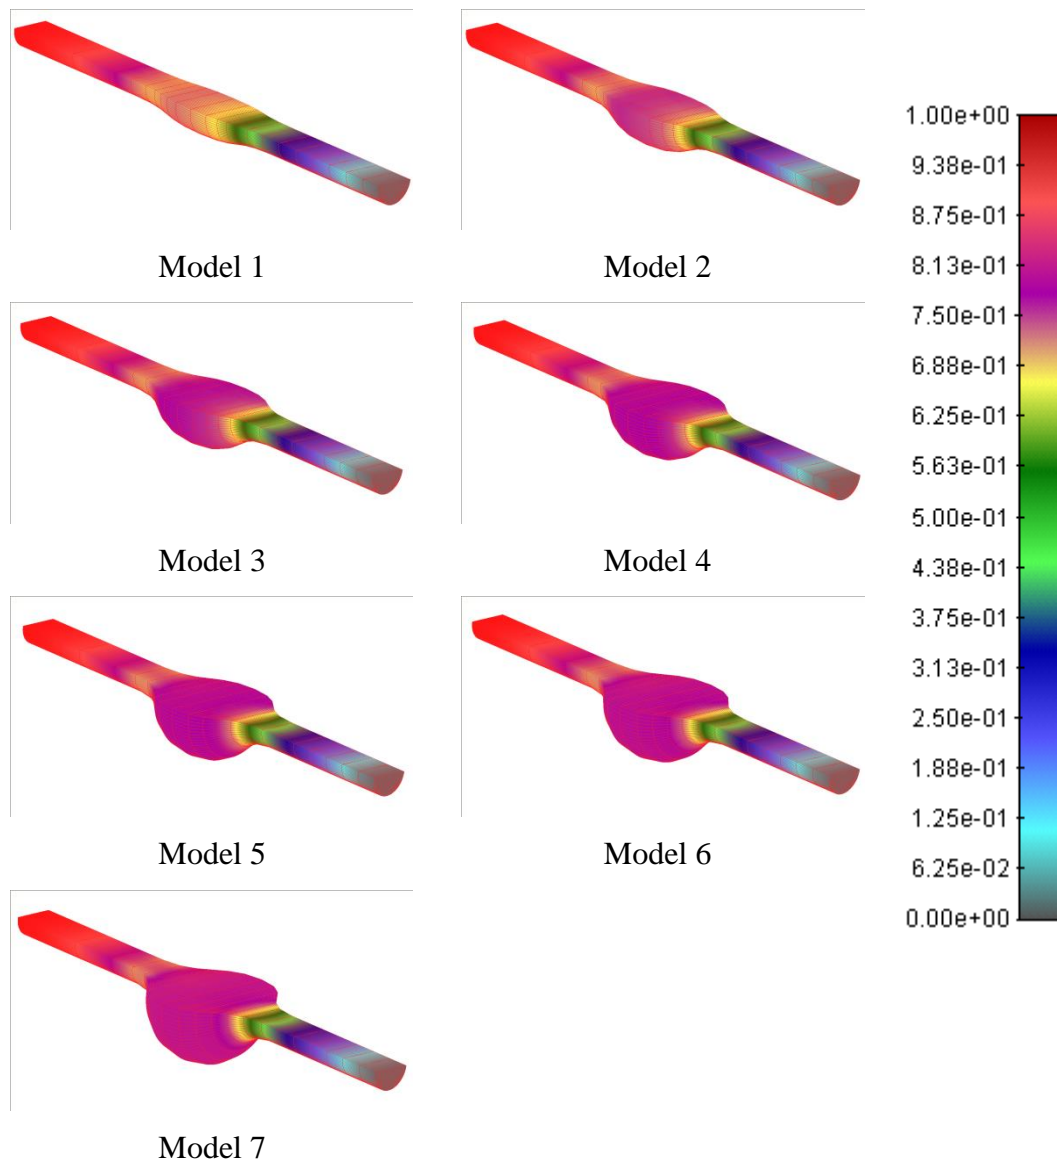 Model 1
Model 2
Model 3
Model 4
Model 5
Model 6
Model 7
1.00e+00
9.38e-01
8.75e-01
8.13e-01
7.50e-01
6.88e-01
6.25e-01
5.63e-01
5.00e-01
4.38e-01
3.75e-01
3.13e-01
2.50e-01
1.88e-01
1.25e-01
6.25e-02
0.00e+00